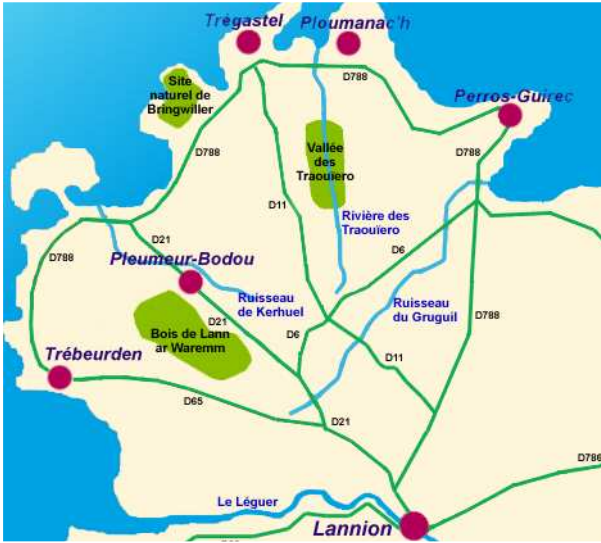 Trégastel
Ploumanac'h
D788
Site
naturel de
Bringwiller
Perros-Guirec
D788
Vallée
des
Traouïero
D788
D11
Rivière des
Traouïero
D21
D6
D788
Pleumeur-Bodou
Ruisseau
de Kerhuel
Ruisseau
du Gruguil
D788
D21
Bois de Lann
ar Waremm
D6
Trébeurden
D11
D65
D21
D786
Le Léguer
Lannion